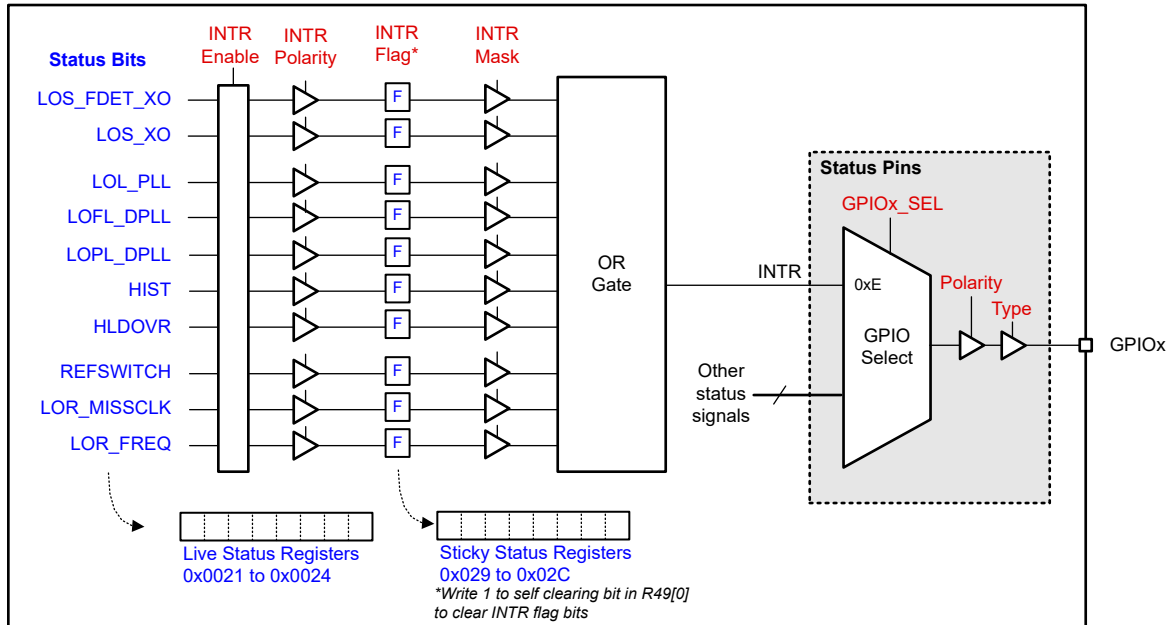 Status Bits
INTR
Enable
INTR
Polarity
INTR
Flag*
INTR
Mask
LOS_FDET_XO
LOS_XO
LOL_PLL
LOFL_DPLL
LOPL_DPLL
HIST
HLDOVR
REFSWITCH
LOR_MISSCLK
LOR_FREQ
F
F
F
F
F
F
F
F
F
F
OR
Gate
INTR
Other
status
signals
Status Pins
GPIOx_SEL
0xE
GPIO
Select
Polarity
Type
GPIOx
Live Status Registers
0x0021 to 0x0024
Sticky Status Registers
0x029 to 0x02C
*Write 1 to self clearing bit in R49[0]
to clear INTR flag bits